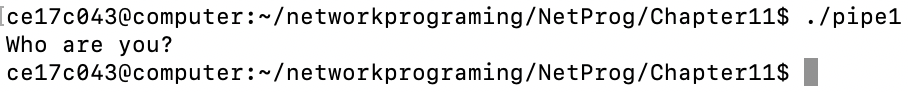 ce17c043@computer:~/networkprograming/NetProg/Chapter11$ ./pipe1
Who are you?
ce17c043@computer:~/networkprograming/NetProg/Chapter11$